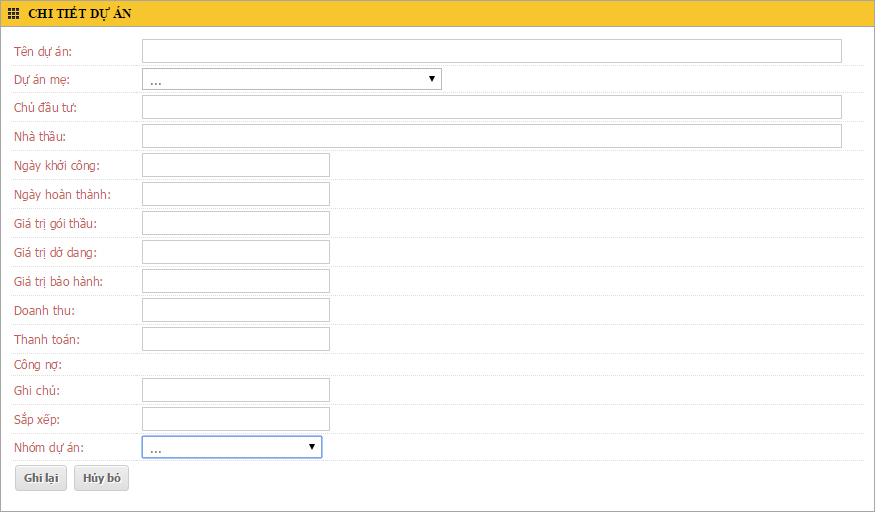 CHI TIẾT DỰ ÁN
Tên dự án:
Dự án mẹ: ...
Chủ đầu tư:
Nhà thầu:
Ngày khởi công:
Ngày hoàn thành:
Giá trị gói thầu:
Giá trị dở dang:
Giá trị bảo hành:
Doanh thu:
Thanh toán:
Công nợ:
Ghi chú:
Sắp xếp:
Nhóm dự án: ...
Ghi lại Hủy bỏ